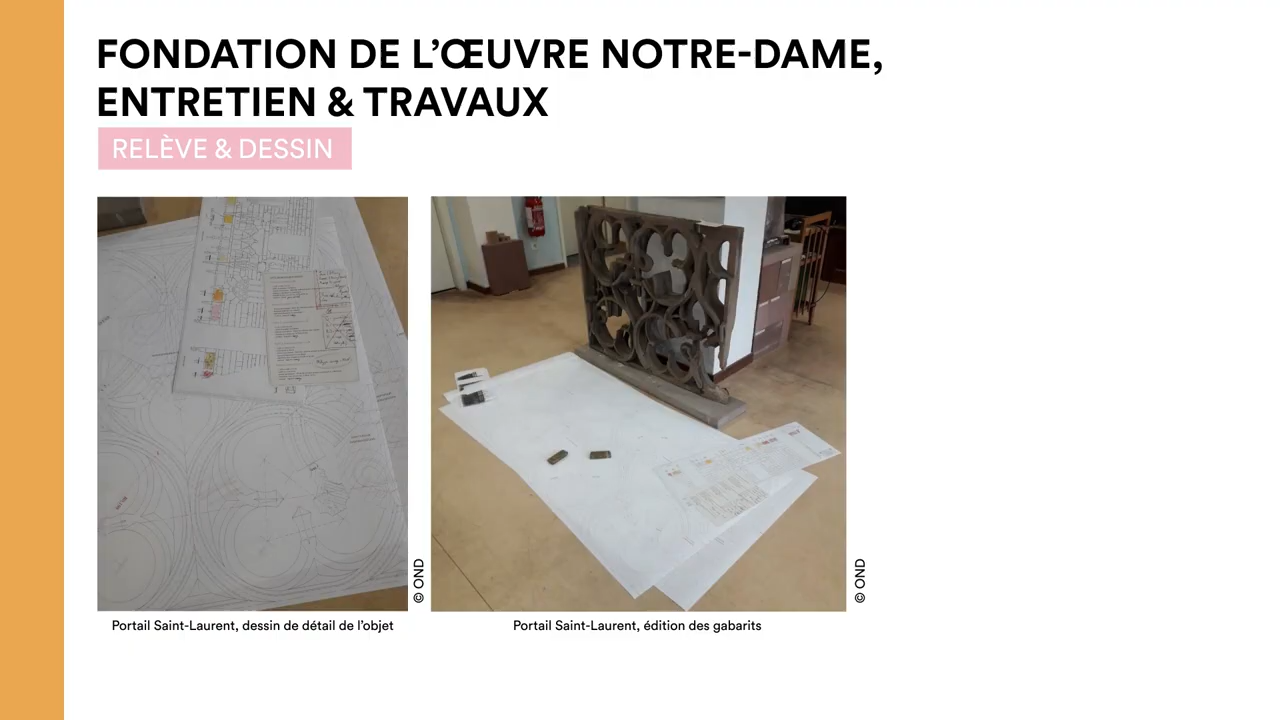 FONDATION DE L’ŒUVRE NOTRE-DAME,
ENTRETIEN & TRAVAUX
RELÈVE & DESSIN
© OND
© OND
Portail Saint-Laurent, dessin de détail de l’objet
Portail Saint-Laurent, édition des gabarits